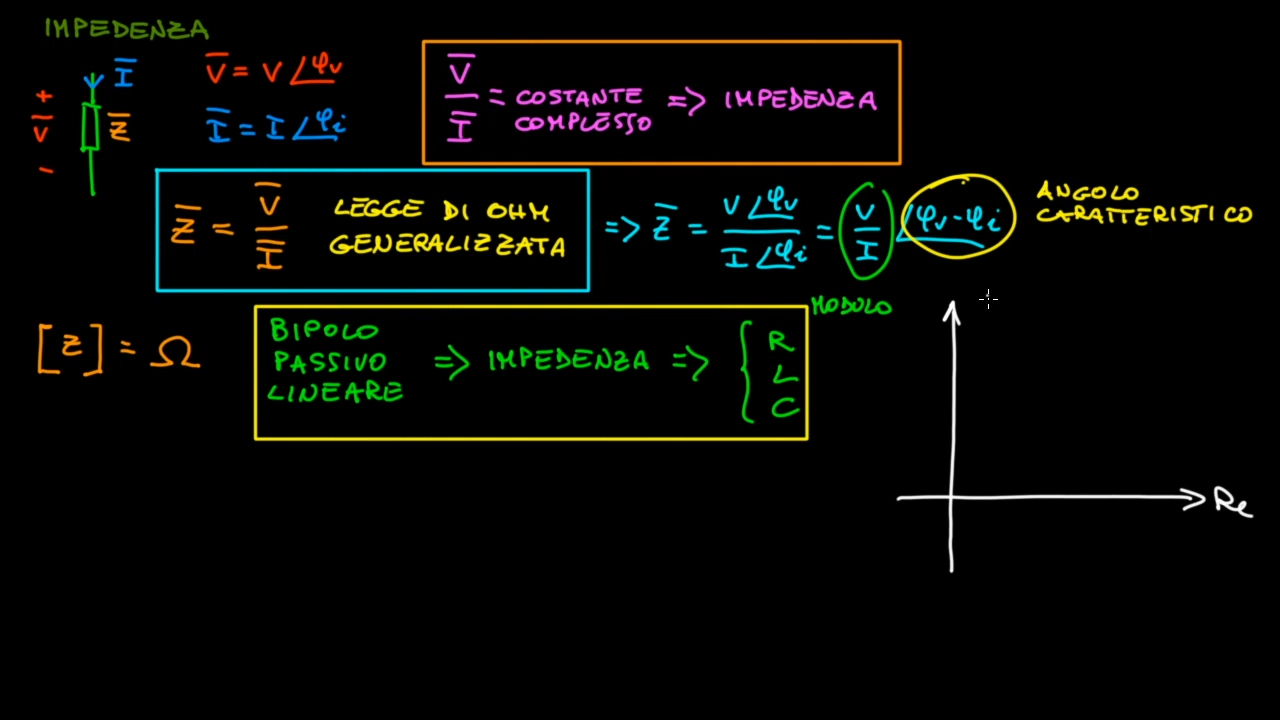 IMPEDENZA
+
V̅
-
I̅
Z̅
V̅ = V∠φv
I̅ = I∠φi
V̅/I̅ = COSTANTE COMPLESSO => IMPEDENZA
Z̅ = V̅/I̅
LEGGE DI OHM
GENERALIZZATA
=> Z̅ = V∠φv / I∠φi = V/I ∠φv-φi
ANGOLO
CARATTERISTICO
MODULO
[Z] = Ω
BIPOLO
PASSIVO
LINEARE
=> IMPEDENZA => {
R
L
C
Re